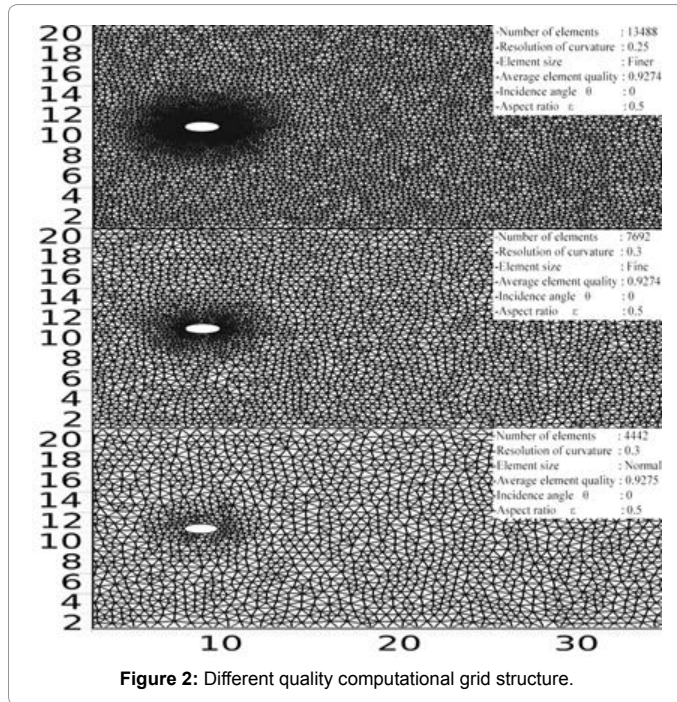 20
18
16
14
12
10
8
6
4
2
-Number of elements : 13488
-Resolution of curvature : 0.25
-Element size : Finer
-Average element quality : 0.9274
-Incidence angle θ : 0
-Aspect ratio ε : 0.5
20
18
16
14
12
10
8
6
4
2
-Number of elements : 7692
-Resolution of curvature : 0.3
-Element size : Fine
-Average element quality : 0.9274
-Incidence angle θ : 0
-Aspect ratio ε : 0.5
20
18
16
14
12
10
8
6
4
2
-Number of elements : 4442
-Resolution of curvature : 0.3
-Element size : Normal
-Average element quality : 0.9275
-Incidence angle θ : 0
-Aspect ratio ε : 0.5
10 20 30
Figure 2: Different quality computational grid structure.